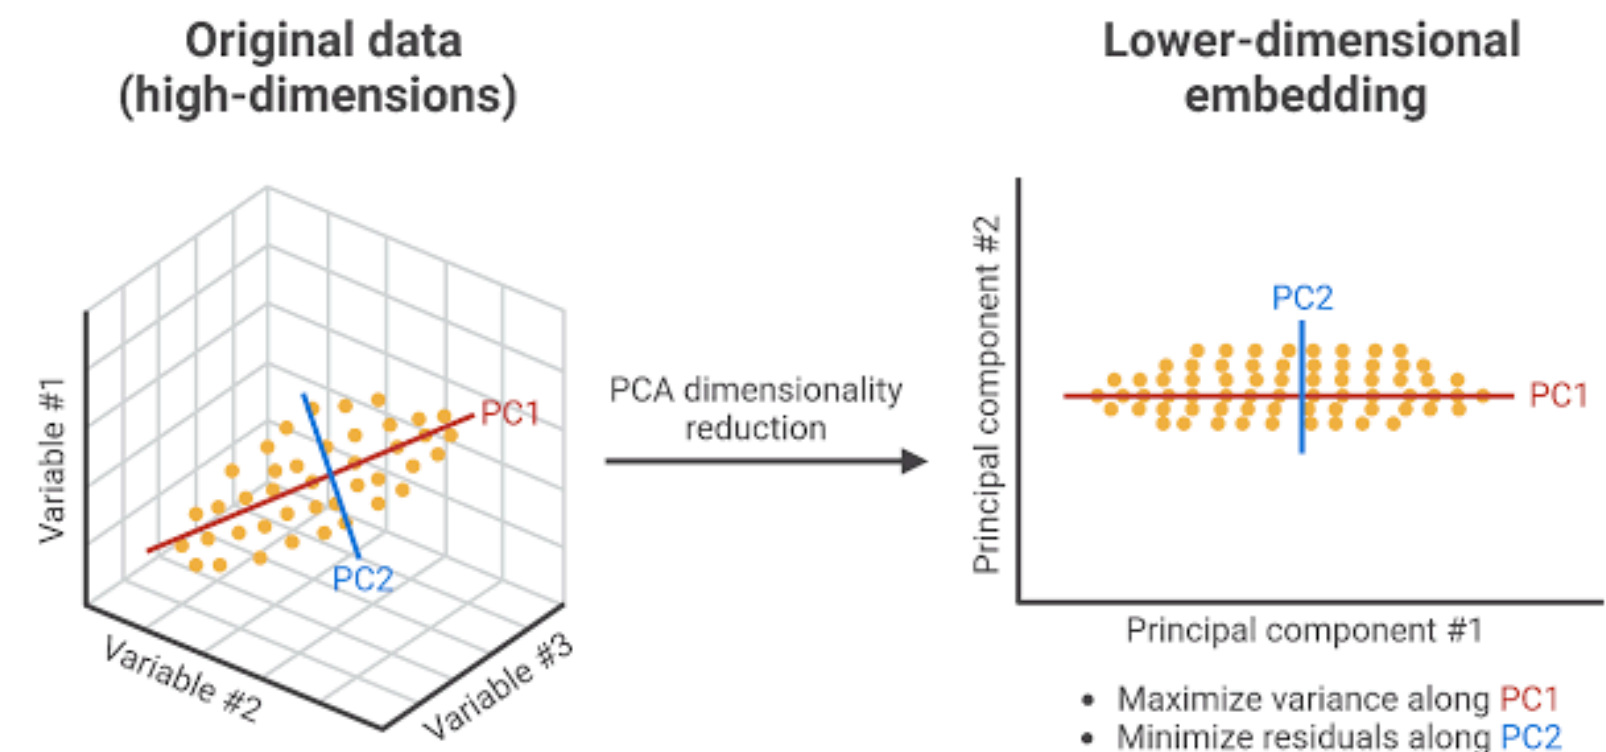 Original data
(high-dimensions)
Lower-dimensional
embedding
Variable #1
Variable #2
Variable #3
PC1
PC2
PCA dimensionality
reduction
Principal component #2
PC2
PC1
Principal component #1
• Maximize variance along PC1
• Minimize residuals along PC2